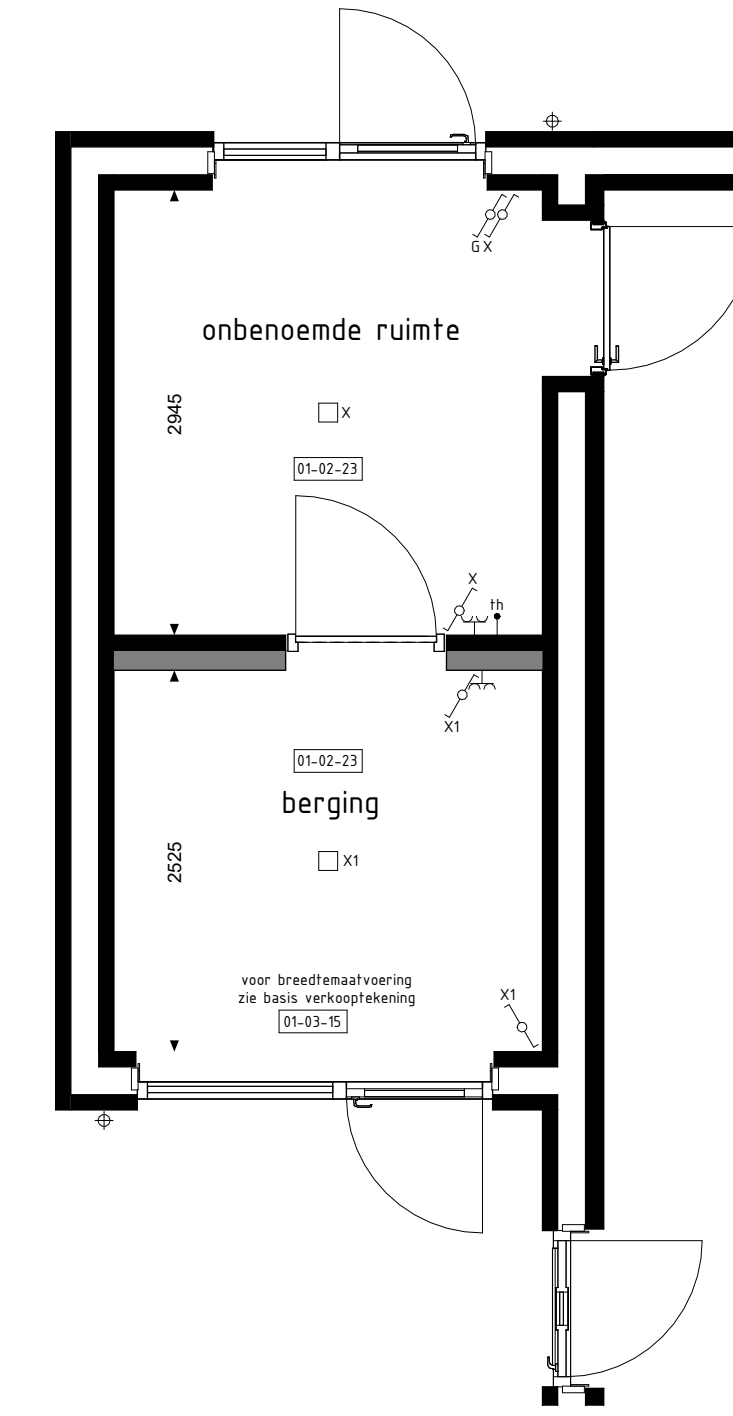 G X
onbenoemde ruimte
2945
X
01-02-23
X
th
X1
01-02-23
berging
2525
X1
voor breedtemaatvoering
zie basis verkooptekening
01-03-15
X1